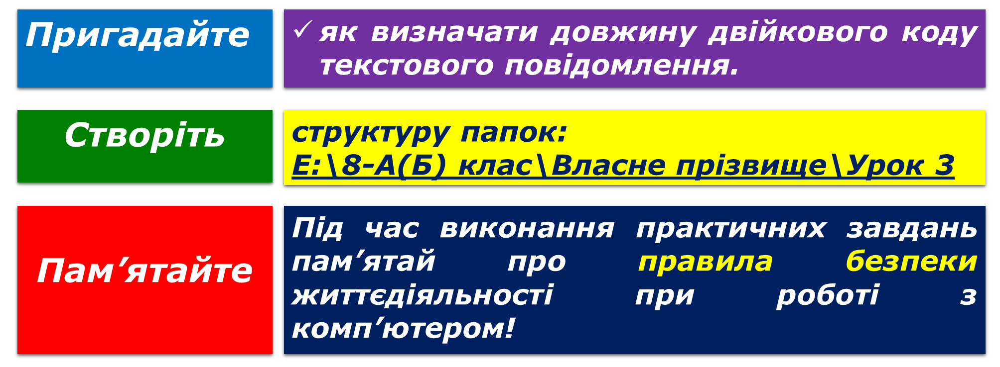 Пригадайте
✓ як визначати довжину двійкового коду
текстового повідомлення.
Створіть
структуру папок:
E:\8-А(Б) клас\Власне прізвище\Урок 3
Пам’ятайте
Під час виконання практичних завдань
пам’ятай про правила безпеки
життєдіяльності при роботі з
комп’ютером!